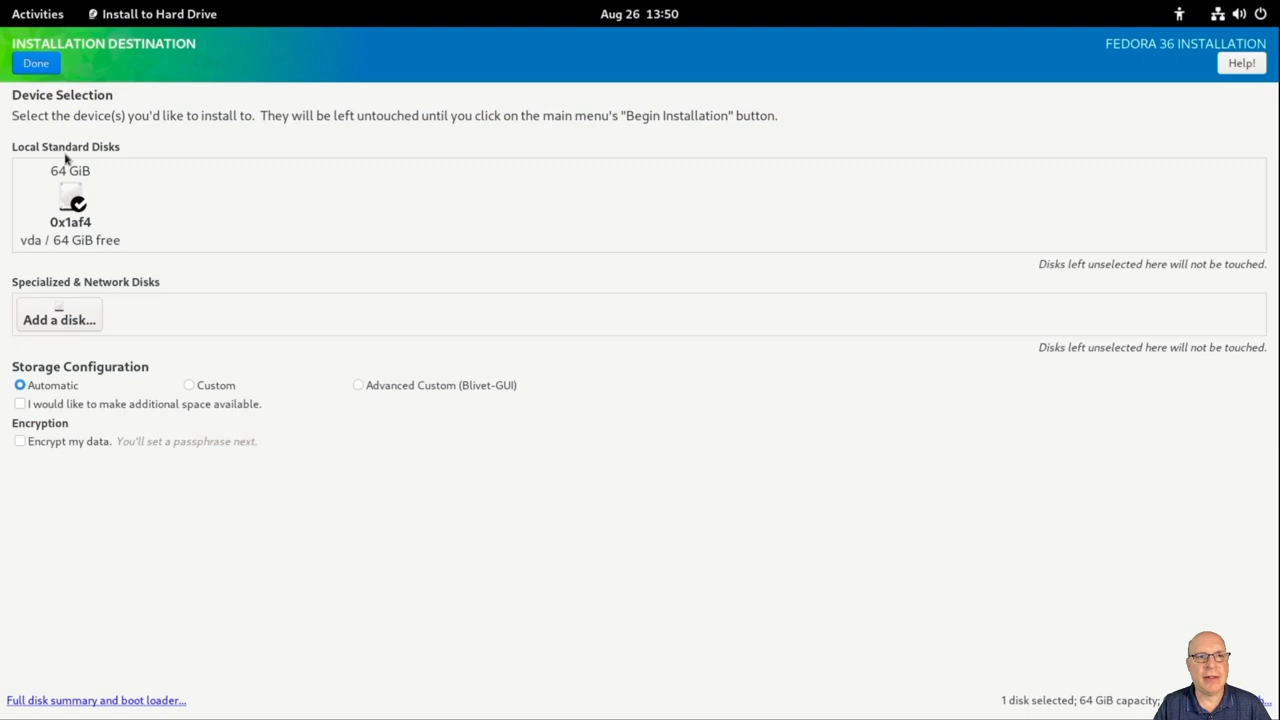 Activities
Install to Hard Drive
Aug 26 13:50
INSTALLATION DESTINATION
FEDORA 36 INSTALLATION
Done
Help!
Device Selection
Select the device(s) you'd like to install to. They will be left untouched until you click on the main menu's "Begin Installation" button.
Local Standard Disks
64 GiB
0x1af4
vda / 64 GiB free
Disks left unselected here will not be touched.
Specialized & Network Disks
Add a disk...
Disks left unselected here will not be touched.
Storage Configuration
Automatic
Custom
Advanced Custom (Blivet-GUI)
I would like to make additional space available.
Encryption
Encrypt my data. You'll set a passphrase next.
Full disk summary and boot loader...
1 disk selected; 64 GiB capacity;